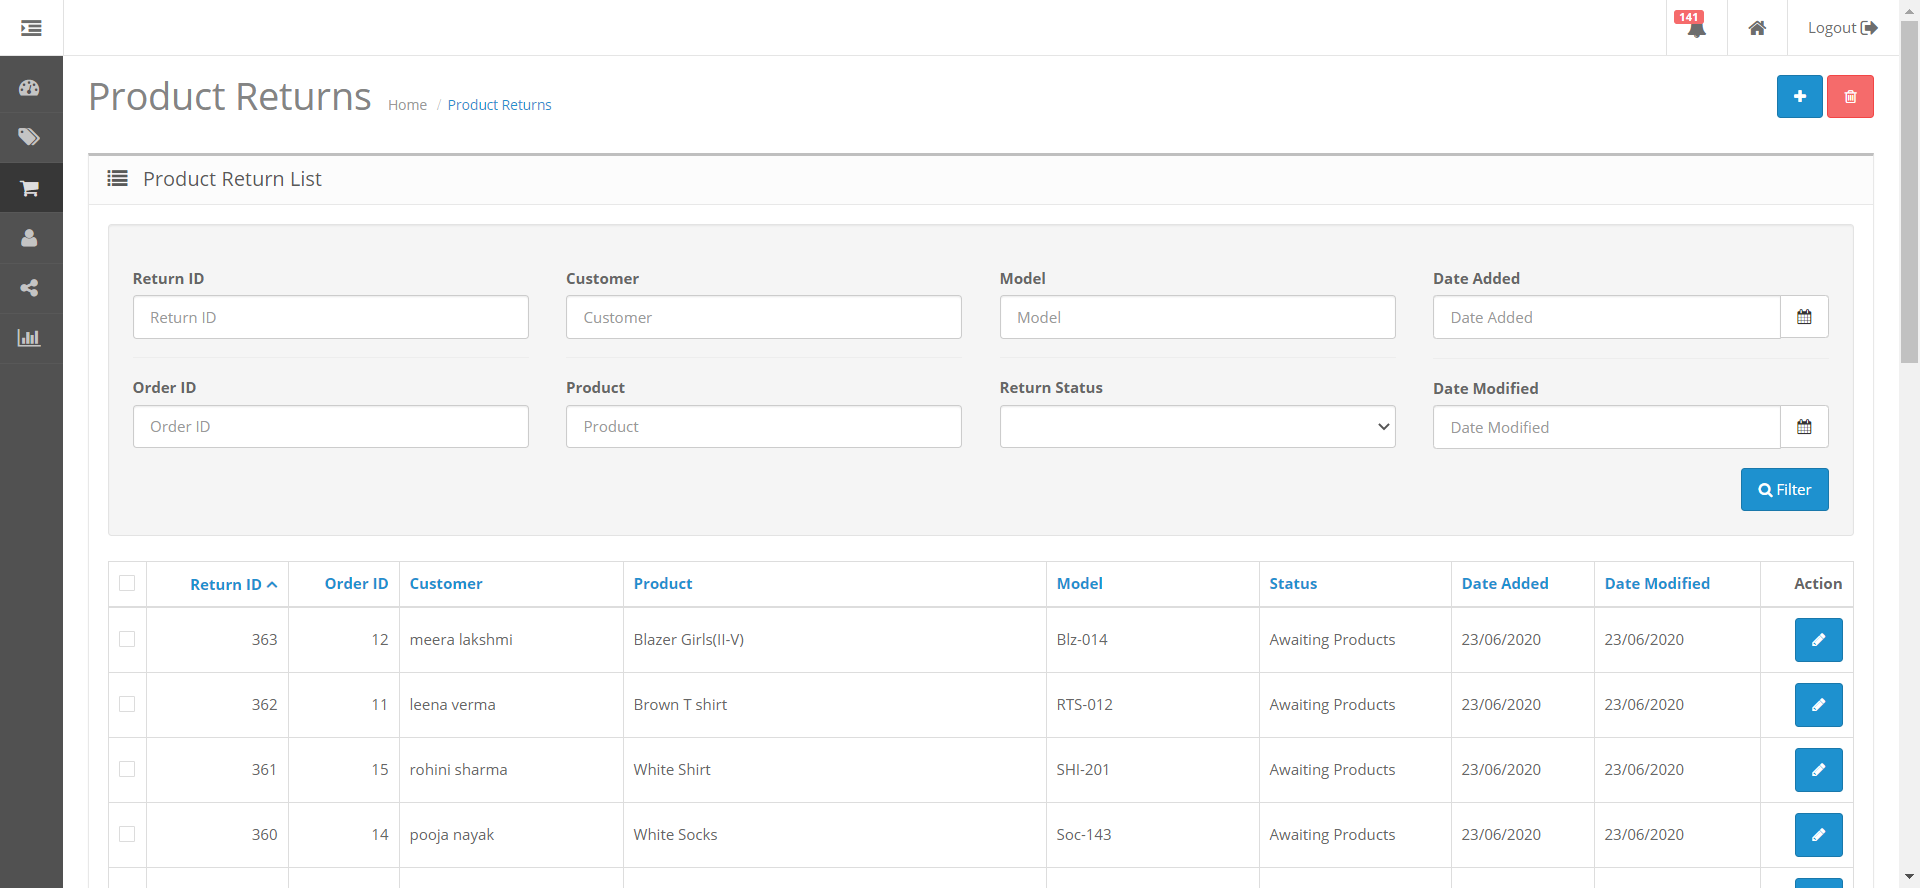 141
Logout
Product Returns Home / Product Returns
Product Return List
Return ID Customer Model Date Added
Return ID Customer Model Date Added
Order ID Product Return Status Date Modified
Order ID Product Date Modified
Filter
Return ID Order ID Customer Product Model Status Date Added Date Modified Action
363 12 meera lakshmi Blazer Girls(II-V) Blz-014 Awaiting Products 23/06/2020 23/06/2020
362 11 leena verma Brown T shirt RTS-012 Awaiting Products 23/06/2020 23/06/2020
361 15 rohini sharma White Shirt SHI-201 Awaiting Products 23/06/2020 23/06/2020
360 14 pooja nayak White Socks Soc-143 Awaiting Products 23/06/2020 23/06/2020